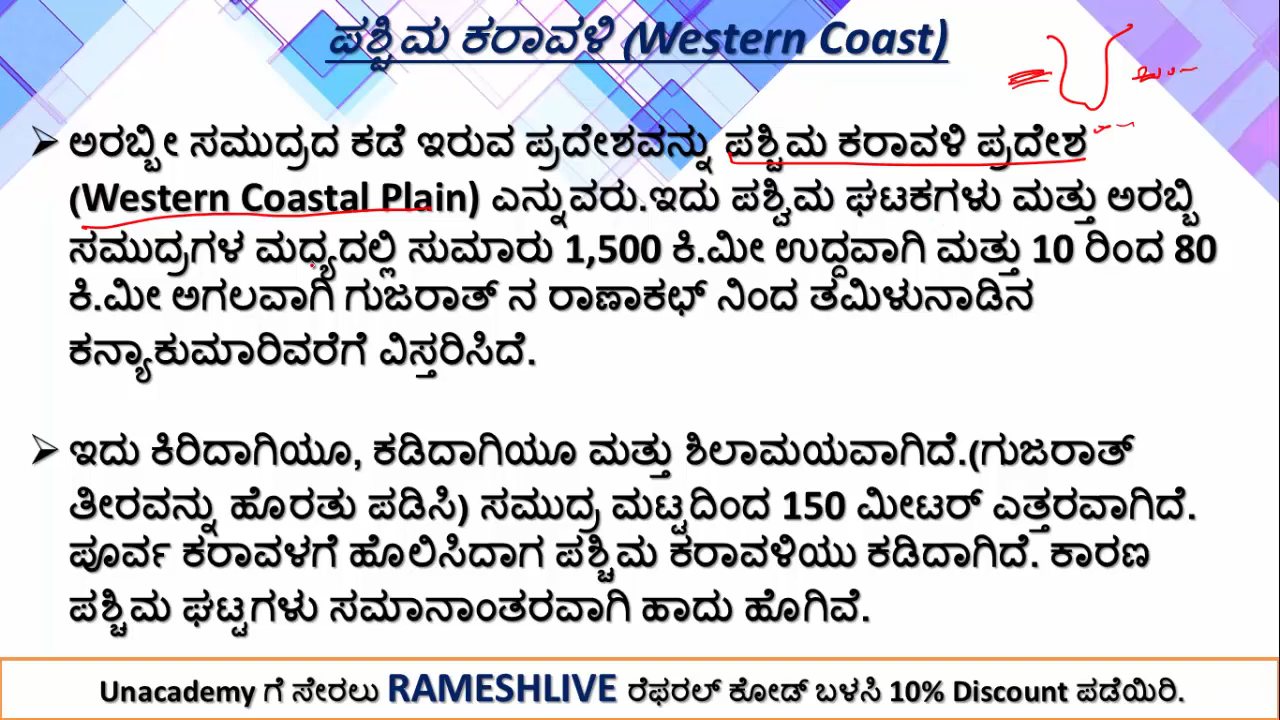 ಪಶ್ಚಿಮ ಕರಾವಳಿ (Western Coast)
ಅರಬ್ಬೀ ಸಮುದ್ರದ ಕಡೆ ಇರುವ ಪ್ರದೇಶವನ್ನು ಪಶ್ಚಿಮ ಕರಾವಳಿ ಪ್ರದೇಶ
(Western Coastal Plain) ಎನ್ನುವರು.ಇದು ಪಶ್ವಿಮ ಘಟಕಗಳು ಮತ್ತು ಅರಬ್ಬಿ
ಸಮುದ್ರಗಳ ಮಧ್ಯದಲ್ಲಿ ಸುಮಾರು 1,500 ಕಿ.ಮೀ ಉದ್ದವಾಗಿ ಮತ್ತು 10 ರಿಂದ 80
ಕಿ.ಮೀ ಅಗಲವಾಗಿ ಗುಜರಾತ್ ನ ರಾಣಾಕಛ್ ನಿಂದ ತಮಿಳುನಾಡಿನ
ಕನ್ಯಾಕುಮಾರಿವರೆಗೆ ವಿಸ್ತರಿಸಿದೆ.
ಇದು ಕಿರಿದಾಗಿಯೂ, ಕಡಿದಾಗಿಯೂ ಮತ್ತು ಶಿಲಾಮಯವಾಗಿದೆ.(ಗುಜರಾತ್
ತೀರವನ್ನು ಹೊರತು ಪಡಿಸಿ) ಸಮುದ್ರ ಮಟ್ಟದಿಂದ 150 ಮೀಟರ್ ಎತ್ತರವಾಗಿದೆ.
ಪೂರ್ವ ಕರಾವಳಗೆ ಹೊಲಿಸಿದಾಗ ಪಶ್ಚಿಮ ಕರಾವಳಿಯು ಕಡಿದಾಗಿದೆ. ಕಾರಣ
ಪಶ್ಚಿಮ ಘಟ್ಟಗಳು ಸಮಾನಾಂತರವಾಗಿ ಹಾದು ಹೊಗಿವೆ.
Unacademy ಗೆ ಸೇರಲು RAMESHLIVE ರೆಫರಲ್ ಕೋಡ್ ಬಳಸಿ 10% Discount ಪಡೆಯಿರಿ.